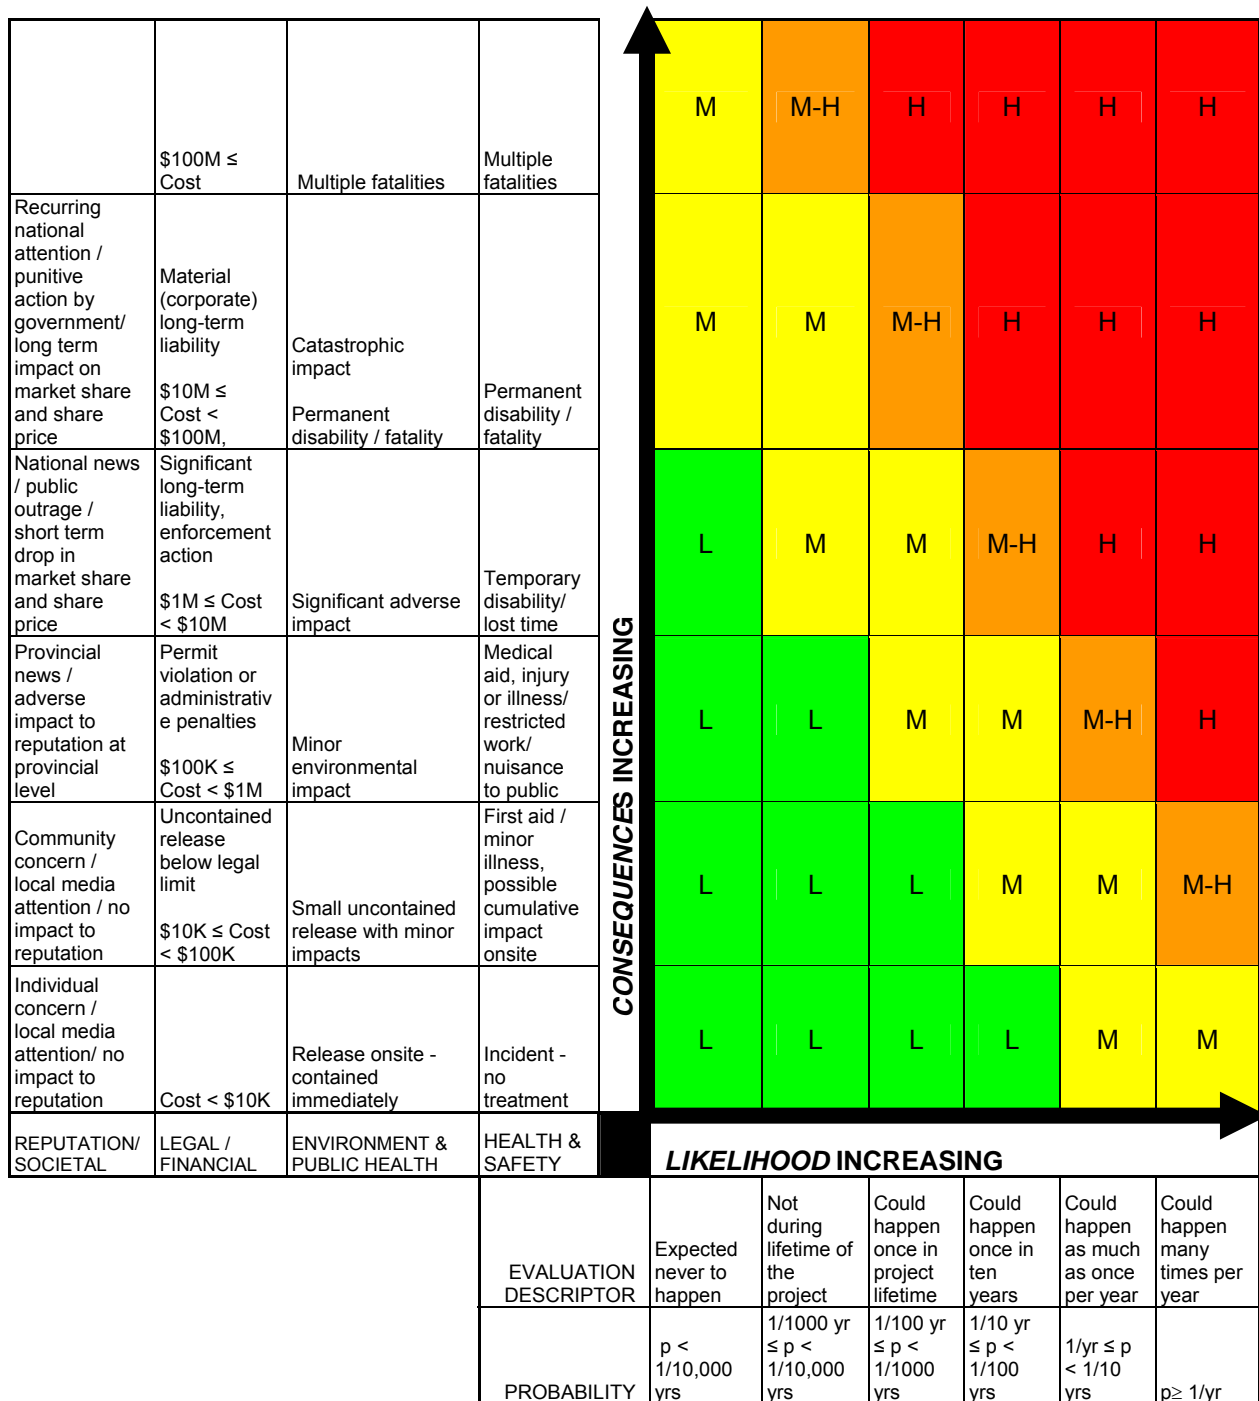 $100M ≤
Cost
Multiple fatalities
Multiple
fatalities
M
M-H
H
H
H
H
Recurring
national
attention /
punitive
action by
government/
long term
impact on
market share
and share
price
Material
(corporate)
long-term
liability
$10M ≤
Cost <
$100M,
Catastrophic
impact
Permanent
disability / fatality
Permanent
disability /
fatality
M
M
M-H
H
H
H
National news
/ public
outrage /
short term
drop in
market share
and share
price
Significant
long-term
liability,
enforcement
action
$1M ≤ Cost
< $10M
Significant adverse
impact
Temporary
disability/
lost time
L
M
M
M-H
H
H
Provincial
news /
adverse
impact to
reputation at
provincial
level
Permit
violation or
administrativ
e penalties
$100K ≤
Cost < $1M
Minor
environmental
impact
Medical
aid, injury
or illness/
restricted
work/
nuisance
to public
L
L
M
M
M-H
H
Community
concern /
local media
attention / no
impact to
reputation
Uncontained
release
below legal
limit
$10K ≤ Cost
< $100K
Small uncontained
release with minor
impacts
First aid /
minor
illness,
possible
cumulative
impact
onsite
L
L
L
M
M
M-H
Individual
concern /
local media
attention/ no
impact to
reputation
Cost < $10K
Release onsite -
contained
immediately
Incident -
no
treatment
L
L
L
L
M
M
CONSEQUENCES INCREASING
REPUTATION/
SOCIETAL
LEGAL /
FINANCIAL
ENVIRONMENT &
PUBLIC HEALTH
HEALTH &
SAFETY
LIKELIHOOD INCREASING
EVALUATION
DESCRIPTOR
Expected
never to
happen
Not
during
lifetime of
the
project
Could
happen
once in
project
lifetime
Could
happen
once in
ten
years
Could
happen
as much
as once
per year
Could
happen
many
times per
year
PROBABILITY
p <
1/10,000
yrs
1/1000 yr
≤ p <
1/10,000
yrs
1/100 yr
≤ p <
1/1000
yrs
1/10 yr
≤ p <
1/100
yrs
1/yr ≤ p
< 1/10
yrs
p≥ 1/yr